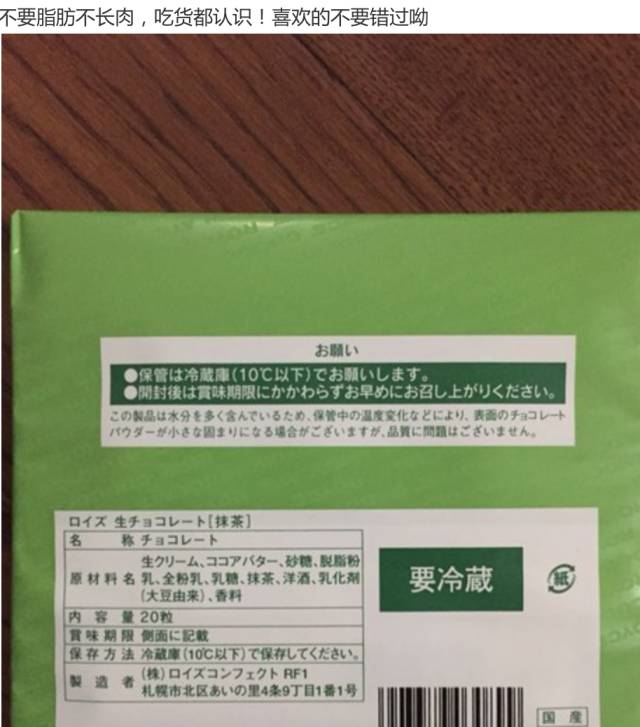 不要脂肪不长肉，吃货都认识！喜欢的不要错过呦
お願い
●保管は冷蔵庫(10℃以下)でお願いします。
●開封後は賞味期限にかかわらずお早めにお召し上がりください。
この製品は水分を多く含んでいるため、保管中の温度変化などにより、表面のチョコレート
パウダーが小さな固まりになる場合がございますが、品質に問題はございません。
ロイズ 生チョコレート[抹茶]
名称 チョコレート
原材料名 生クリーム、ココアバター、砂糖、脱脂粉
乳、全粉乳、乳糖、抹茶、洋酒、乳化剤
(大豆由来)、香料
内容量 20粒
賞味期限 側面に記載
保存方法 冷蔵庫(10℃以下)で保存してください。
製造者 (株)ロイズコンフェクト RF1
札幌市北区あいの里4条9丁目1番1号
要冷蔵
紙
国産